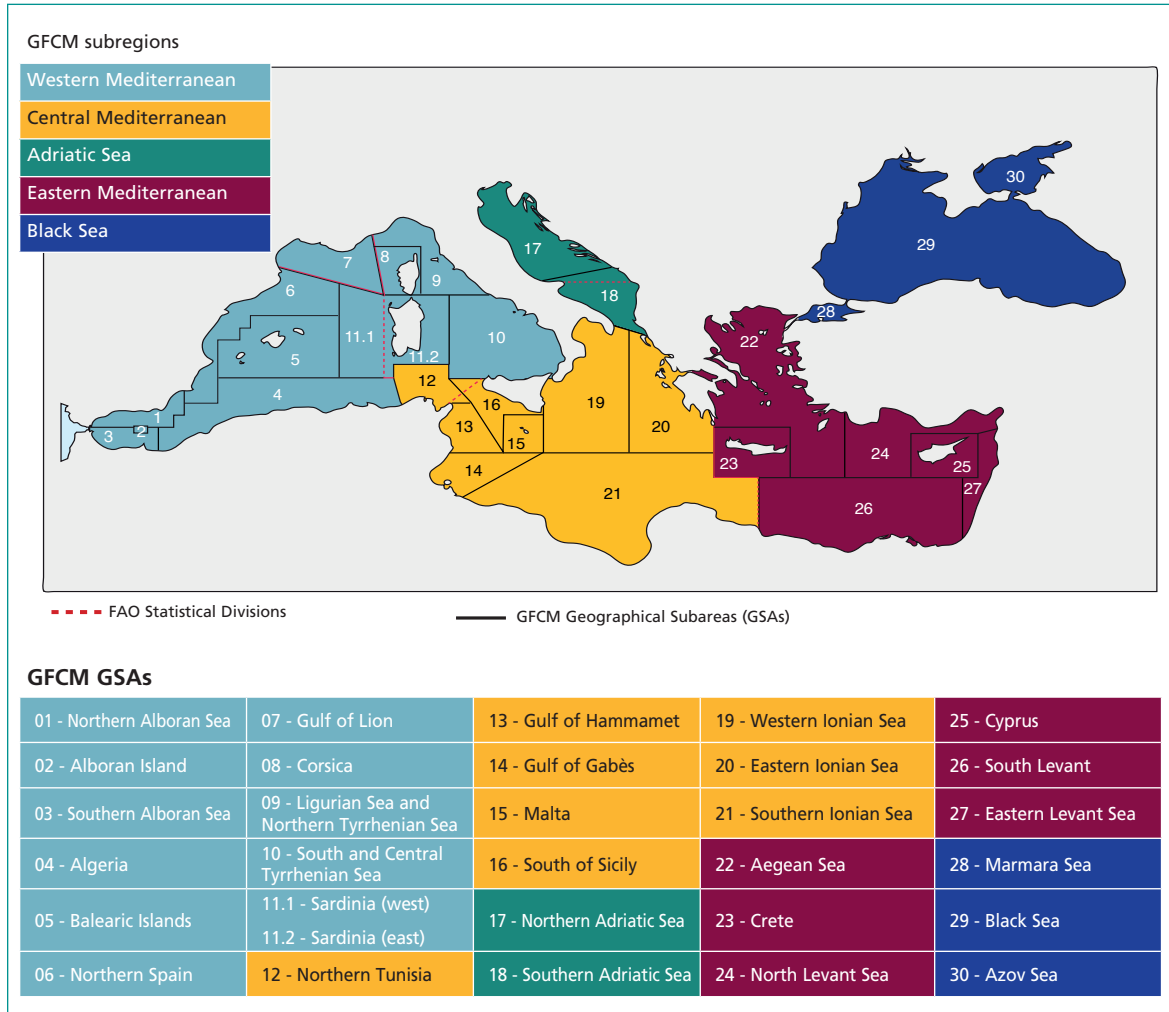 GFCM subregions
Western Mediterranean
Central Mediterranean
Adriatic Sea
Eastern Mediterranean
Black Sea
30
29
28
17
18
7
8
9
6
11.1
11.2
10
5
4
1
2
3
12
16
13
15
14
19
20
21
22
23
24
25
26
27
FAO Statistical Divisions
GFCM Geographical Subareas (GSAs)
GFCM GSAs
01 - Northern Alboran Sea
07 - Gulf of Lion
13 - Gulf of Hammamet
19 - Western Ionian Sea
25 - Cyprus
02 - Alboran Island
08 - Corsica
14 - Gulf of Gabès
20 - Eastern Ionian Sea
26 - South Levant
03 - Southern Alboran Sea
09 - Ligurian Sea and
Northern Tyrrhenian Sea
15 - Malta
21 - Southern Ionian Sea
27 - Eastern Levant Sea
04 - Algeria
10 - South and Central
Tyrrhenian Sea
16 - South of Sicily
22 - Aegean Sea
28 - Marmara Sea
05 - Balearic Islands
11.1 - Sardinia (west)
11.2 - Sardinia (east)
17 - Northern Adriatic Sea
23 - Crete
29 - Black Sea
06 - Northern Spain
12 - Northern Tunisia
18 - Southern Adriatic Sea
24 - North Levant Sea
30 - Azov Sea